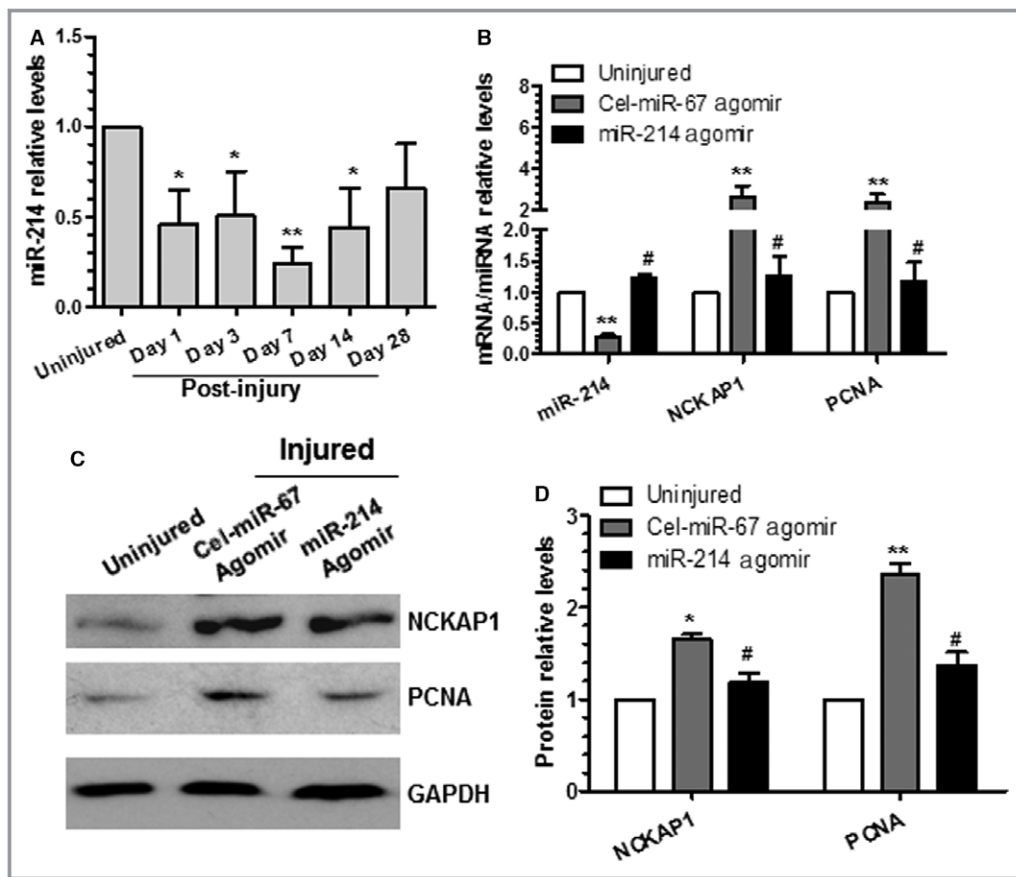 A
1.5
1.0
0.5
0.0
miR-214 relative levels
*
*
**
*
Uninjured
Day 1
Day 3
Day 7
Day 14
Day 28
Post-injury
B
Uninjured
Cel-miR-67 agomir
miR-214 agomir
8
6
4
2
2.0
1.5
1.0
0.5
0.0
mRNA/miRNA relative levels
**
#
**
#
**
#
miR-214
NCKAP1
PCNA
C
Injured
Uninjured
Cel-miR-67
Agomir
miR-214
Agomir
NCKAP1
PCNA
GAPDH
D
Uninjured
Cel-miR-67 agomir
miR-214 agomir
3
2
1
0
Protein relative levels
*
#
**
#
NCKAP1
PCNA